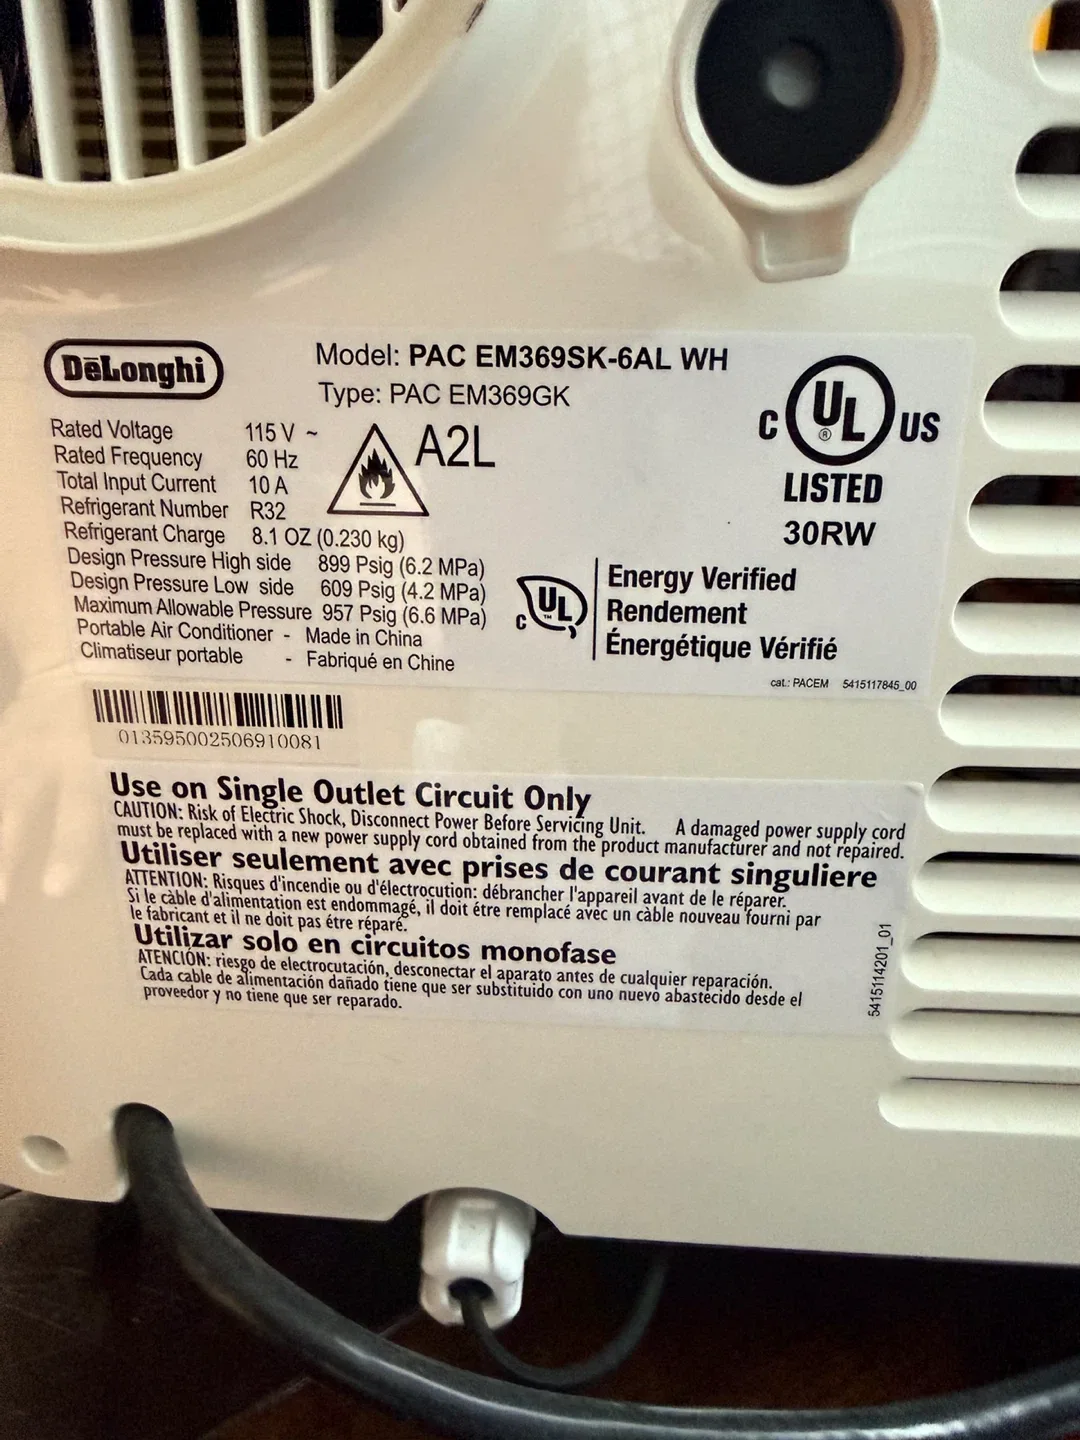 DēLonghi
Model: PAC EM369SK-6AL WH
Type: PAC EM369GK
Rated Voltage 115 V ~
Rated Frequency 60 Hz
Total Input Current 10 A
Refrigerant Number R32
Refrigerant Charge 8.1 OZ (0.230 kg)
Design Pressure High side 899 Psig (6.2 MPa)
Design Pressure Low side 609 Psig (4.2 MPa)
Maximum Allowable Pressure 957 Psig (6.6 MPa)
Portable Air Conditioner - Made in China
Climatiseur portable - Fabriqué en Chine
A2L
C UL ® US
LISTED
30RW
C UL ™
Energy Verified
Rendement
Énergétique Vérifié
cat.: PACEM 5415117845_00
013595002506910081
Use on Single Outlet Circuit Only
CAUTION: Risk of Electric Shock, Disconnect Power Before Servicing Unit. A damaged power supply cord
must be replaced with a new power supply cord obtained from the product manufacturer and not repaired.
Utiliser seulement avec prises de courant singuliere
ATTENTION: Risques d'incendie ou d'électrocution: débrancher l'appareil avant de le réparer.
Si le càble d'alimentation est endommagé, il doit étre remplacé avec un càble nouveau fourni par
le fabricant et il ne doit pas étre réparé.
Utilizar solo en circuitos monofase
ATENCIÓN: riesgo de electrocutación, desconectar el aparato antes de cualquier reparación.
Cada cable de alimentación dañado tiene que ser substituido con uno nuevo abastecido desde el
proveedor y no tiene que ser reparado.
5415114201_01